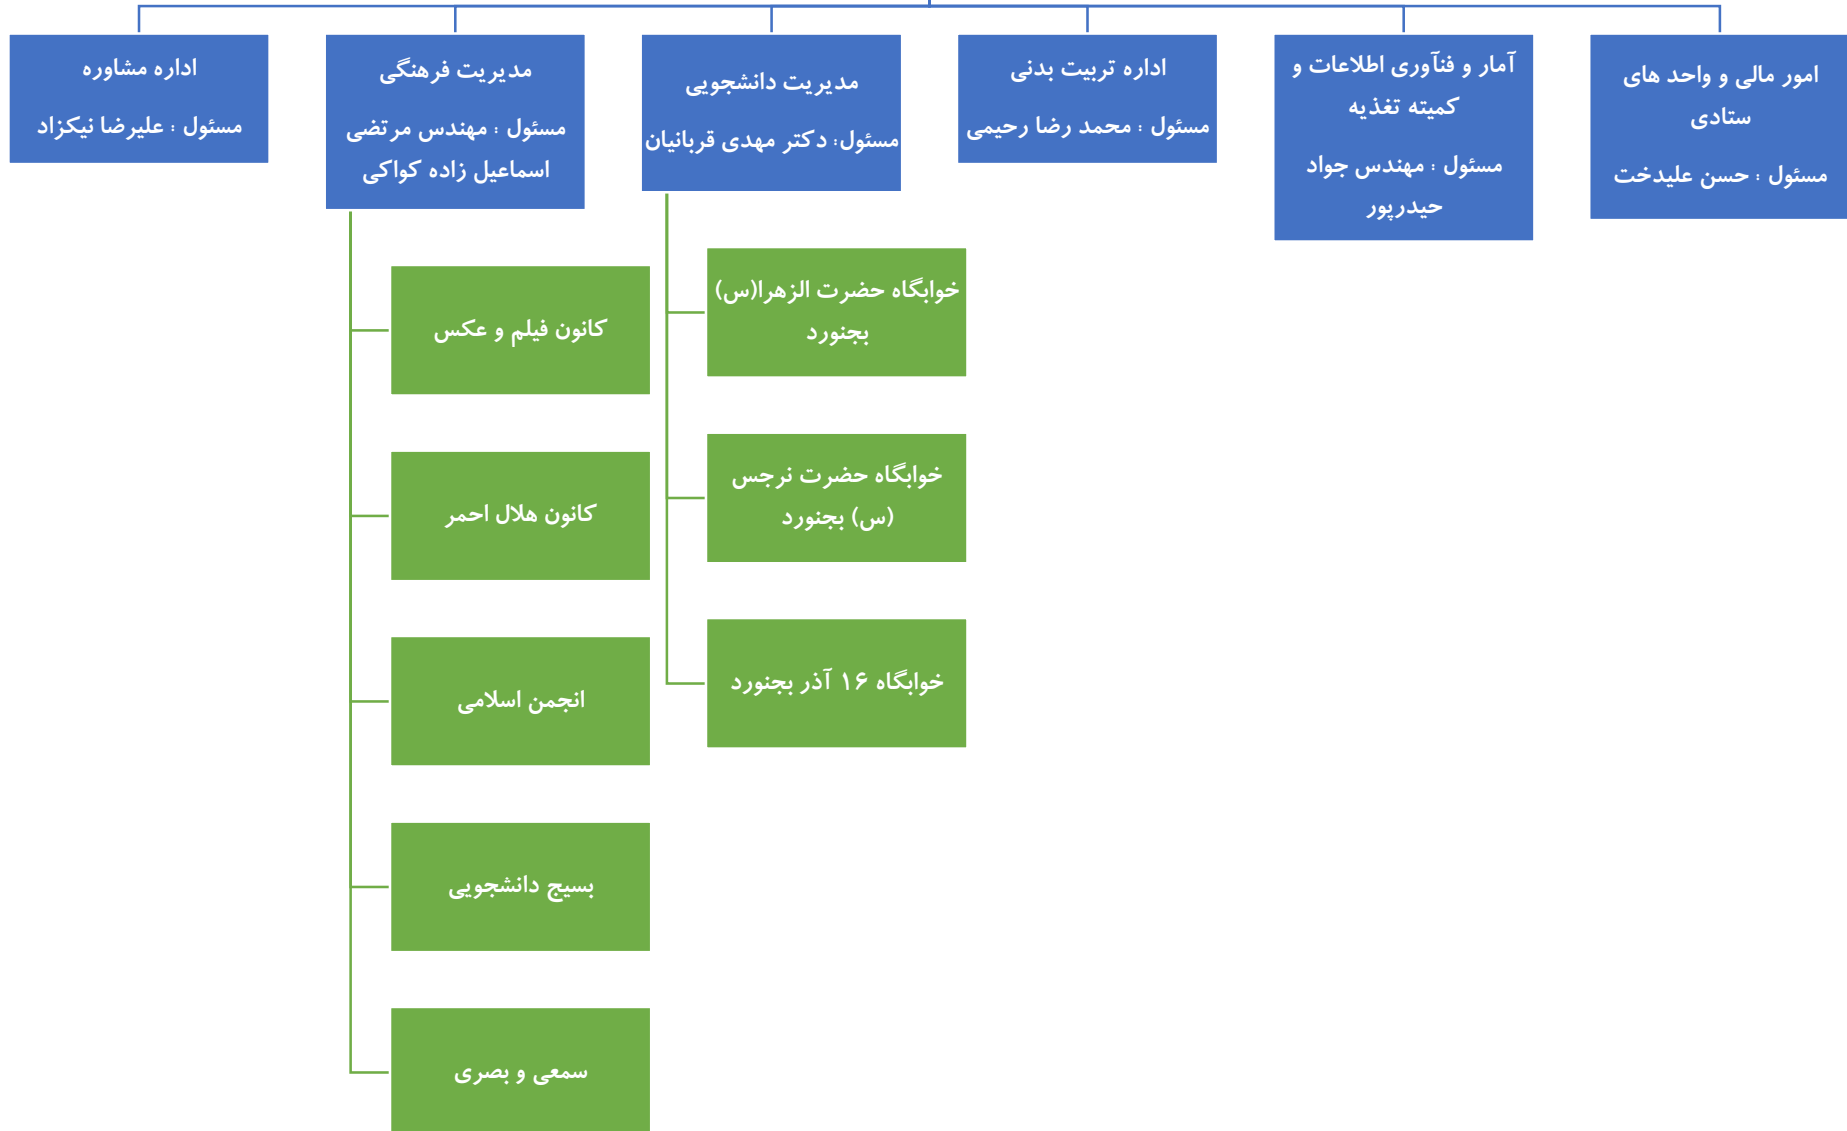 امور مالی و واحد های
ستادی
مسئول : حسن علیدخت
آمار و فنآوری اطلاعات و
کمیته تغذیه
مسئول : مهندس جواد
حیدرپور
اداره تربیت بدنی
مسئول : محمد رضا رحیمی
مدیریت دانشجویی
مسئول: دکتر مهدی قربانیان
خوابگاه حضرت الزهرا(س)
بجنورد
خوابگاه حضرت نرجس
(س) بجنورد
خوابگاه ۱۶ آذر بجنورد
مدیریت فرهنگی
مسئول : مهندس مرتضی
اسماعیل زاده کواکی
کانون فیلم و عکس
کانون هلال احمر
انجمن اسلامی
بسیج دانشجویی
سمعی و بصری
اداره مشاوره
مسئول : علیرضا نیکزاد